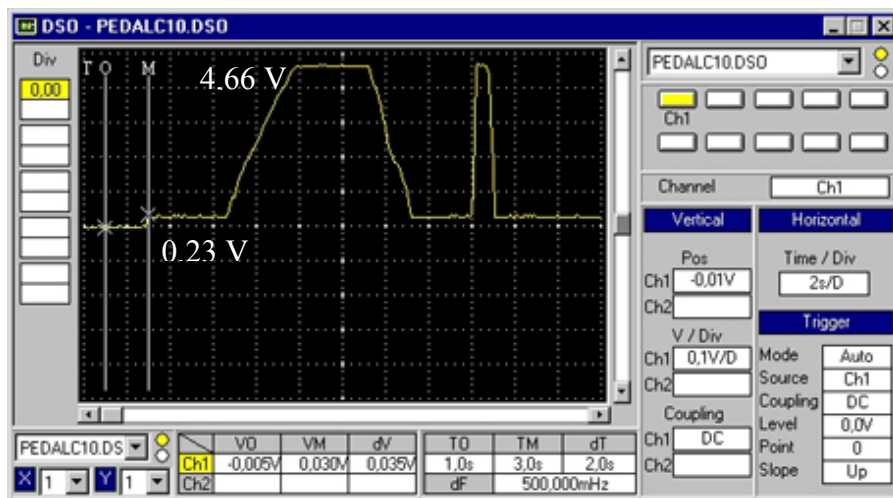 DSO - PEDALC10.DSO
Div
0,00
T O M
4.66 V
0.23 V
PEDALC10.DSO
Ch1
Channel Ch1
Vertical Horizontal
Pos
Ch1 -0,01V
Ch2
V / Div
Ch1 0,1V/D
Ch2
Coupling
Ch1 DC
Ch2
Time / Div
2s/D
Trigger
Mode Auto
Source Ch1
Coupling DC
Level 0,0V
Point 0
Slope Up
PEDALC10.DS
X 1 Y 1
VO VM dV
Ch1 -0,005V 0,030V 0,035V
Ch2
TO TM dT
1,0s 3,0s 2,0s
dF 500,000mHz